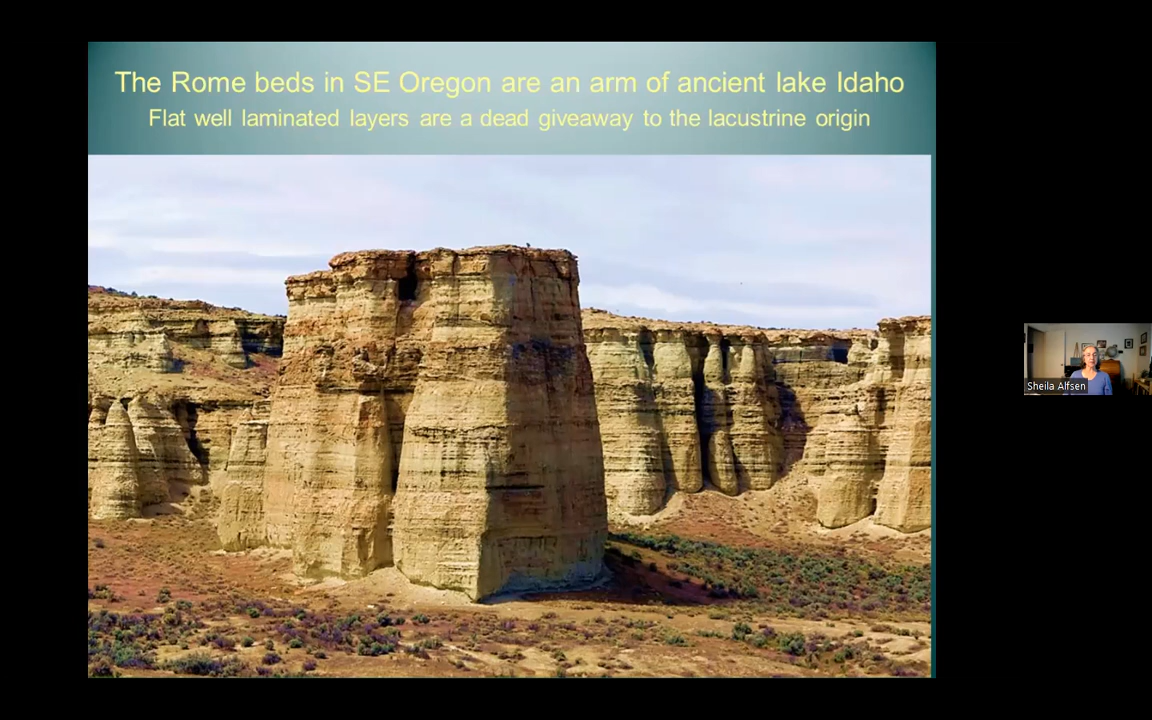 The Rome beds in SE Oregon are an arm of ancient lake Idaho
Flat well laminated layers are a dead giveaway to the lacustrine origin
Sheila Alfsen